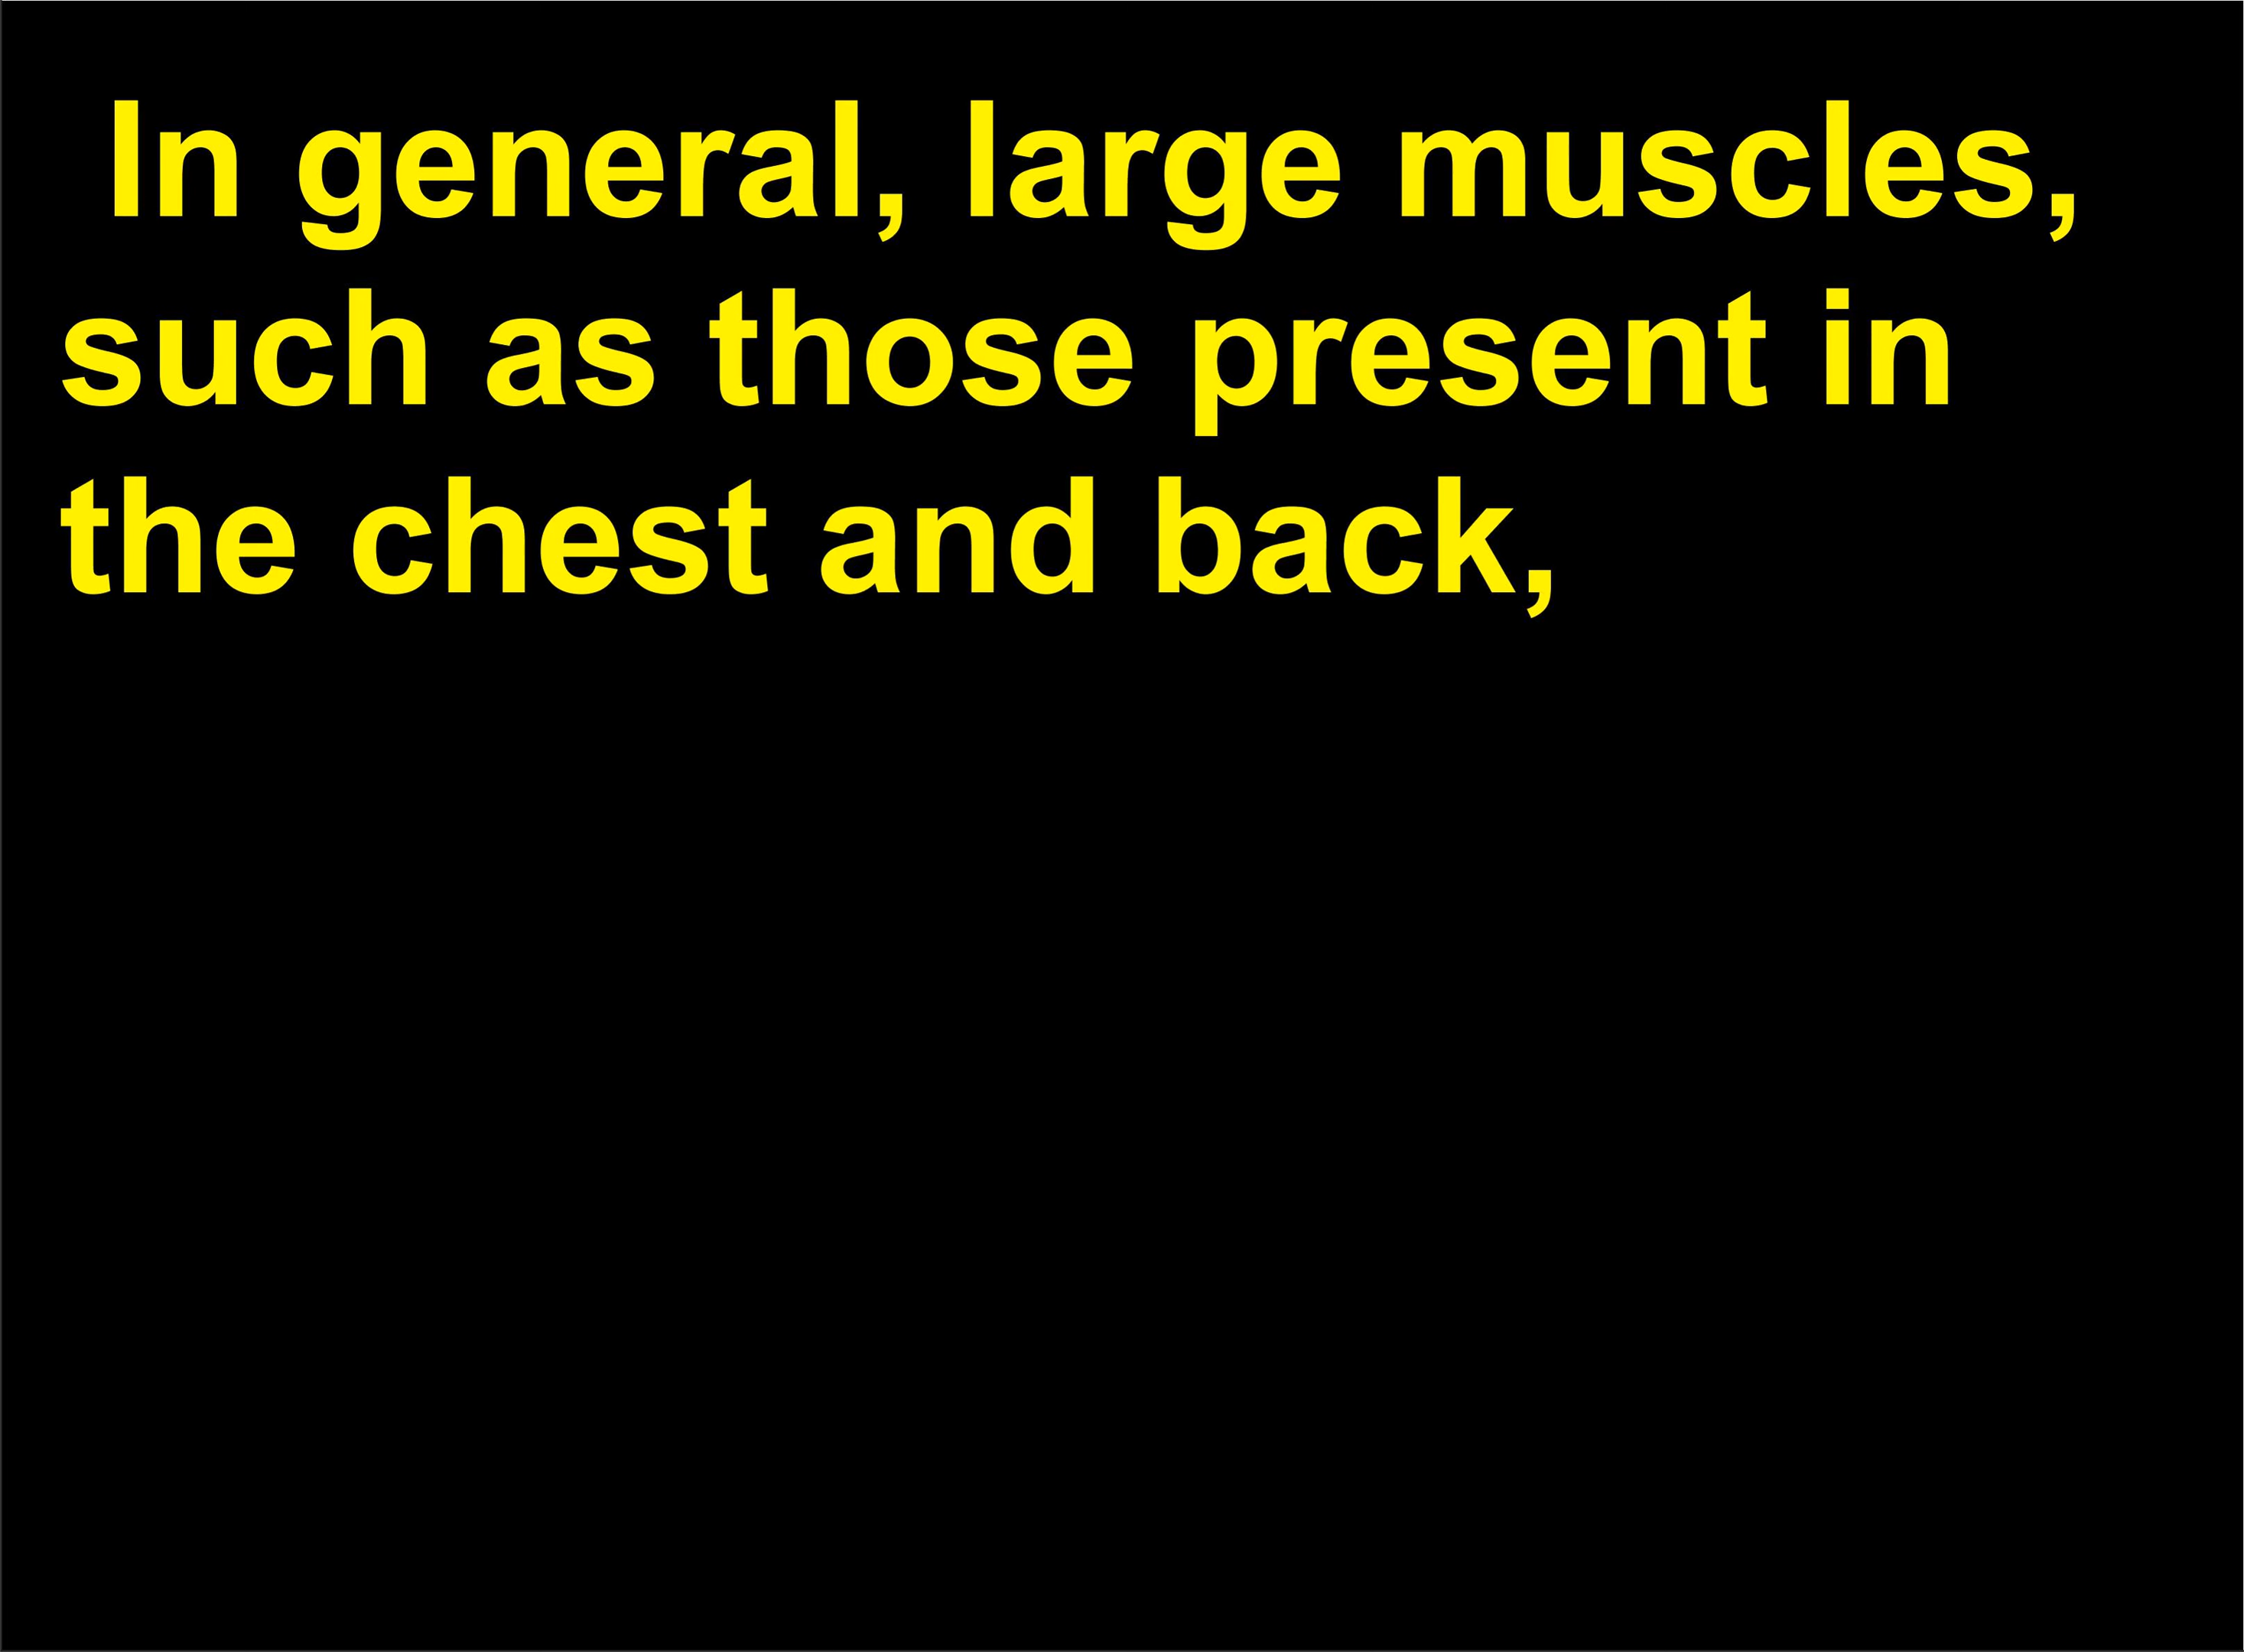 In general, large muscles,
such as those present in
the chest and back,